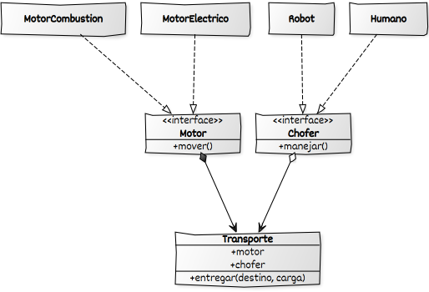 MotorCombustion
MotorElectrico
Robot
Humano
<<interface>>
Motor
+mover()
<<interface>>
Chofer
+manejar()
Transporte
+motor
+chofer
+entregar(destino, carga)